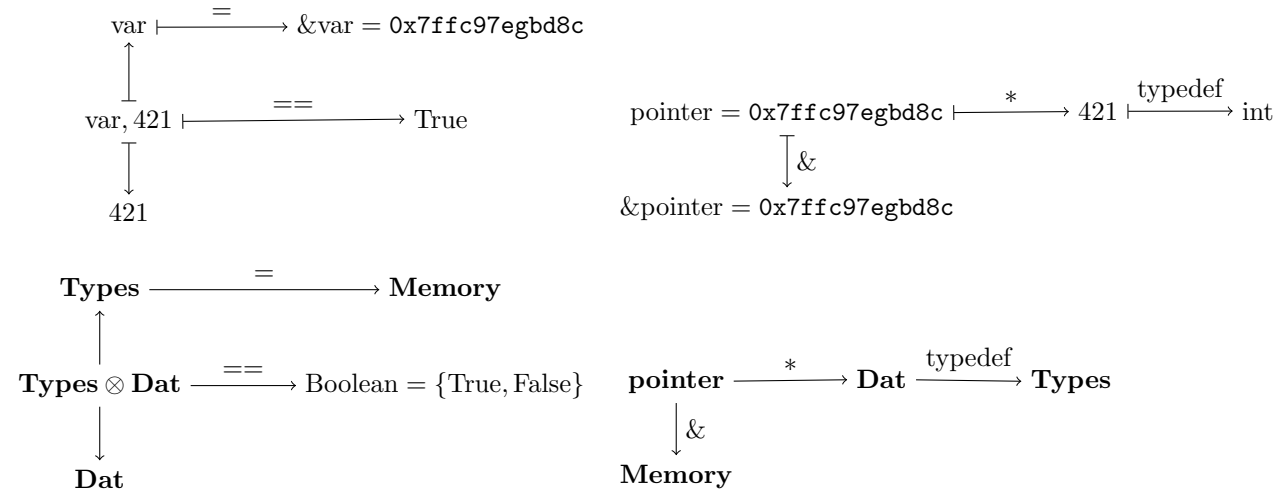 =
var &var = 0x7ffc97egbd8c
==
var, 421 True
421
* typedef
pointer = 0x7ffc97egbd8c 421 int
&
&pointer = 0x7ffc97egbd8c
=
Types Memory
==
Types ⊗ Dat Boolean = {True, False}
Dat
* typedef
pointer Dat Types
&
Memory